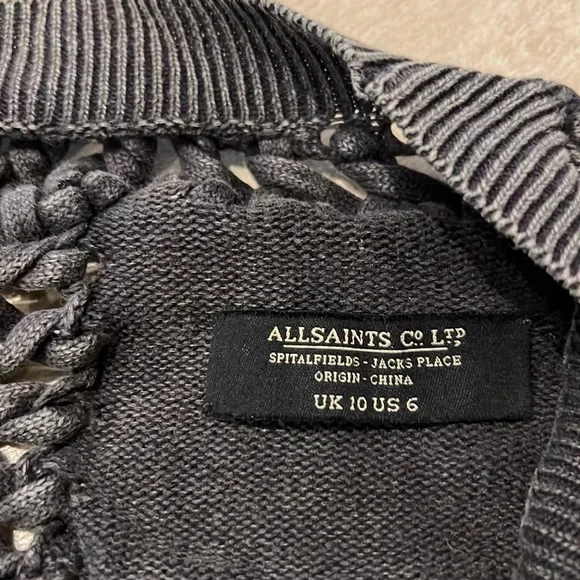 ALLSAINTS Cº LTD
SPITALFIELDS - JACKS PLACE
ORIGIN - CHINA
UK 10 US 6